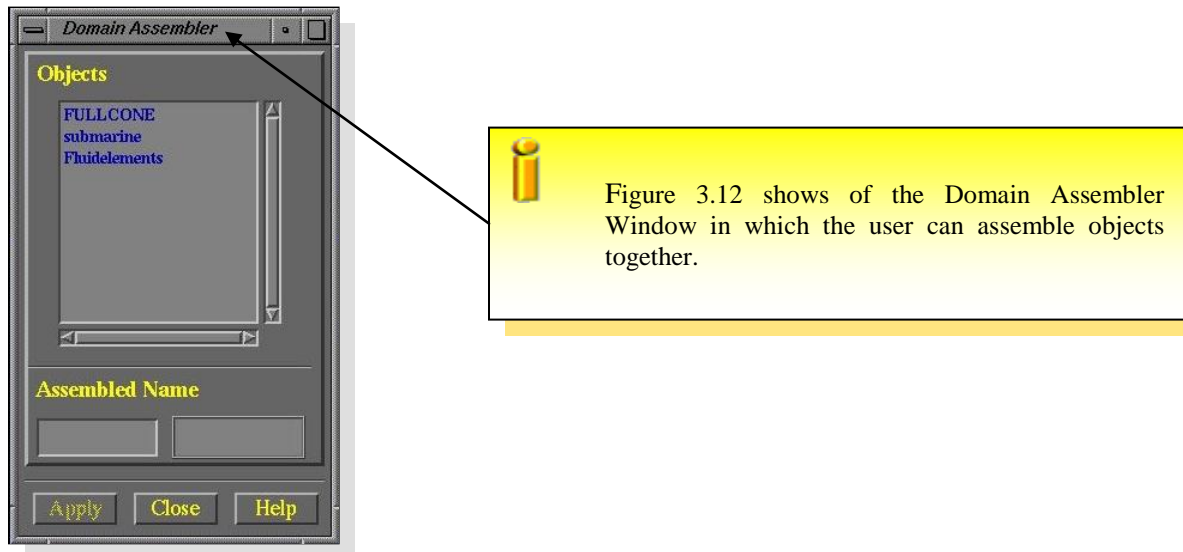 Domain Assembler
Objects
FULLCONE
submarine
Fluidelements
Assembled Name
Apply Close Help
Figure 3.12 shows of the Domain Assembler
Window in which the user can assemble objects
together.